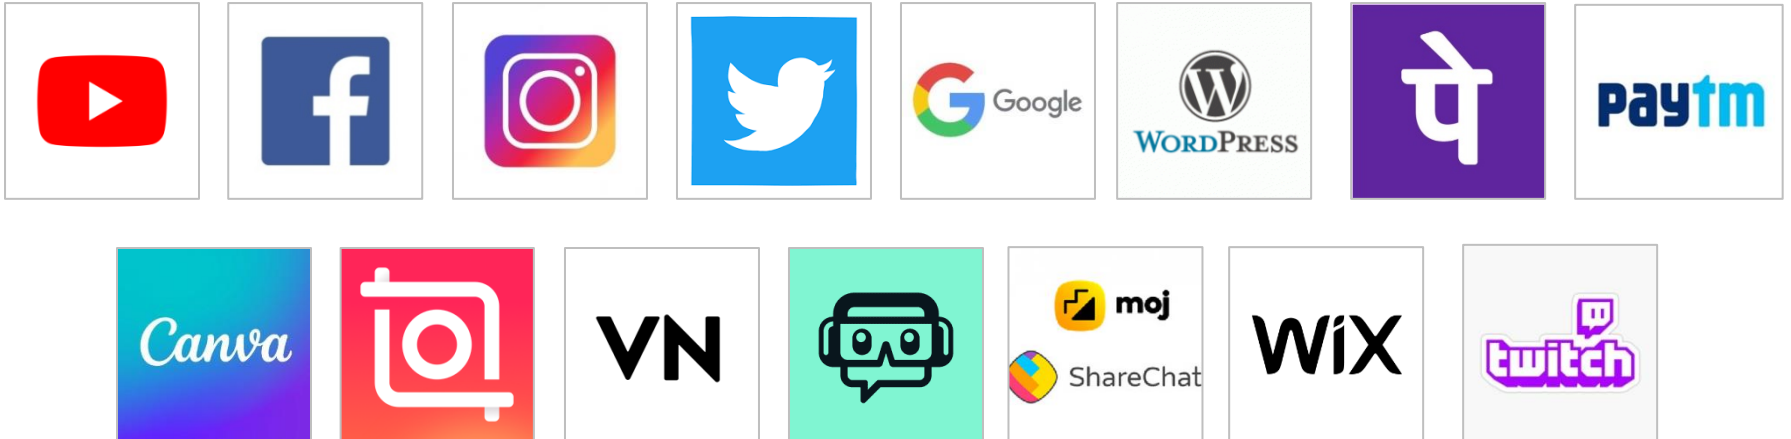 f
G Google
W
WORDPRESS
पे
paytm
Canva
VN
moj
ShareChat
WiX
twitch